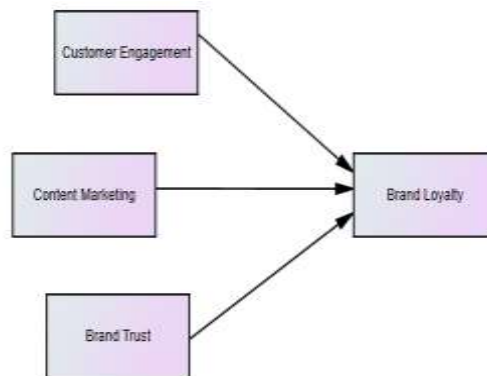 Customer Engagement
Content Marketing
Brand Loyalty
Brand Trust